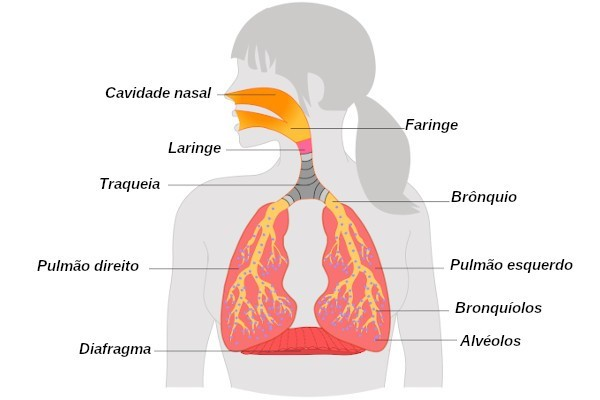 Cavidade nasal
Faringe
Laringe
Traqueia
Brônquio
Pulmão direito
Pulmão esquerdo
Bronquíolos
Alvéolos
Diafragma